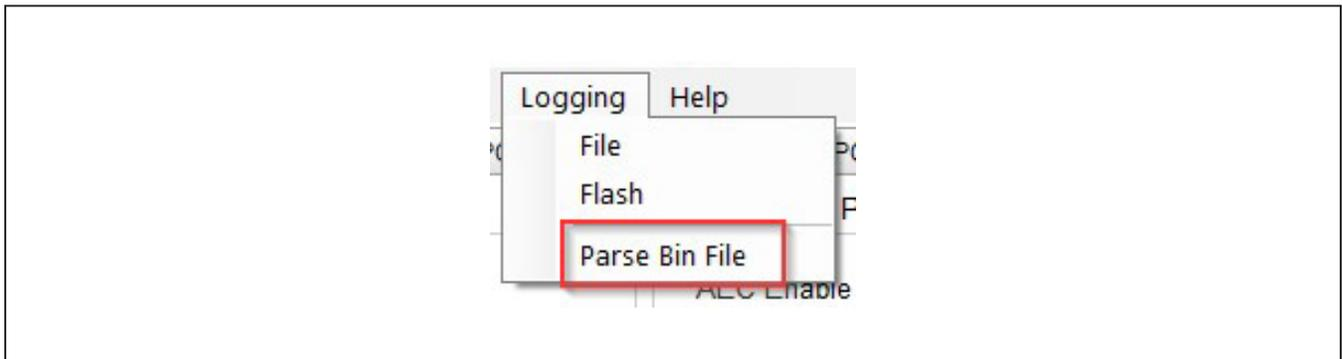 Logging Help
File
Flash
Parse Bin File
AEC Enable